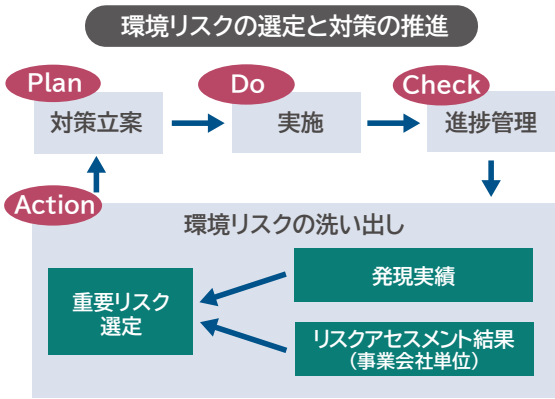 環境リスクの選定と対策の推進
Plan
対策立案
Do
実施
Check
進捗管理
Action
環境リスクの洗い出し
重要リスク
選定
発現実績
リスクアセスメント結果
（事業会社単位）